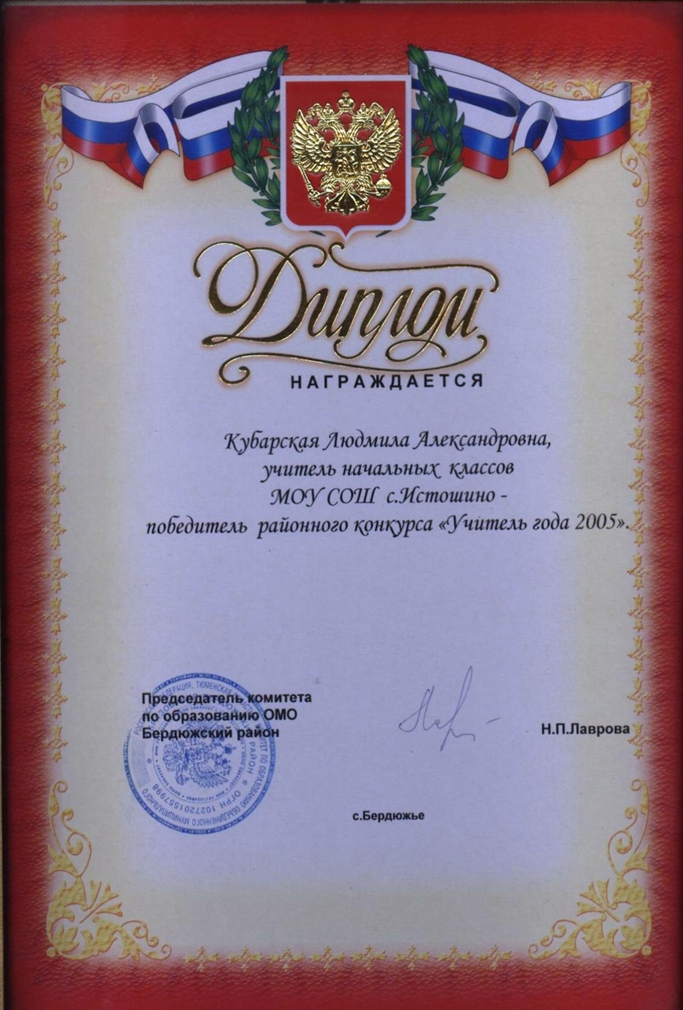 Диплом
НАГРАЖДАЕТСЯ
Кубарская Людмила Александровна,
учитель начальных классов
МОУ СОШ с.Истошино -
победитель районного конкурса «Учитель года 2005».
Председатель комитета
по образованию ОМО
Бердюжский район
Н.П.Лаврова
с.Бердюжье